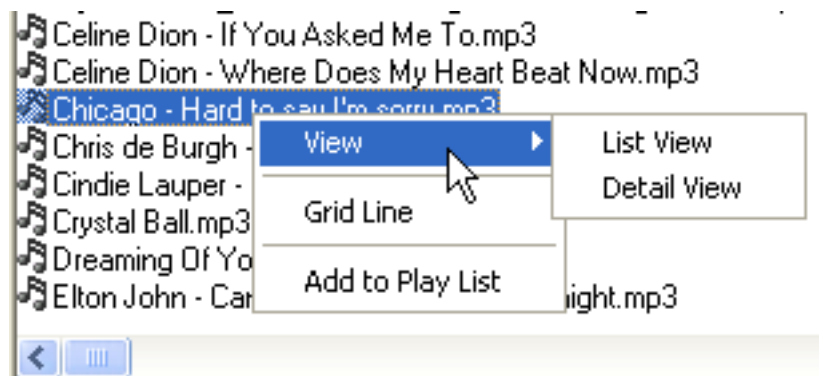 Celine Dion - If You Asked Me To.mp3
Celine Dion - Where Does My Heart Beat Now.mp3
Chicago - Hard to say I'm sorry.mp3
Chris de Burgh -
View
List View
Cindie Lauper -
Detail View
Crystal Ball.mp3
Grid Line
Dreaming Of Yo
Add to Play List
Elton John - Car
ight.mp3